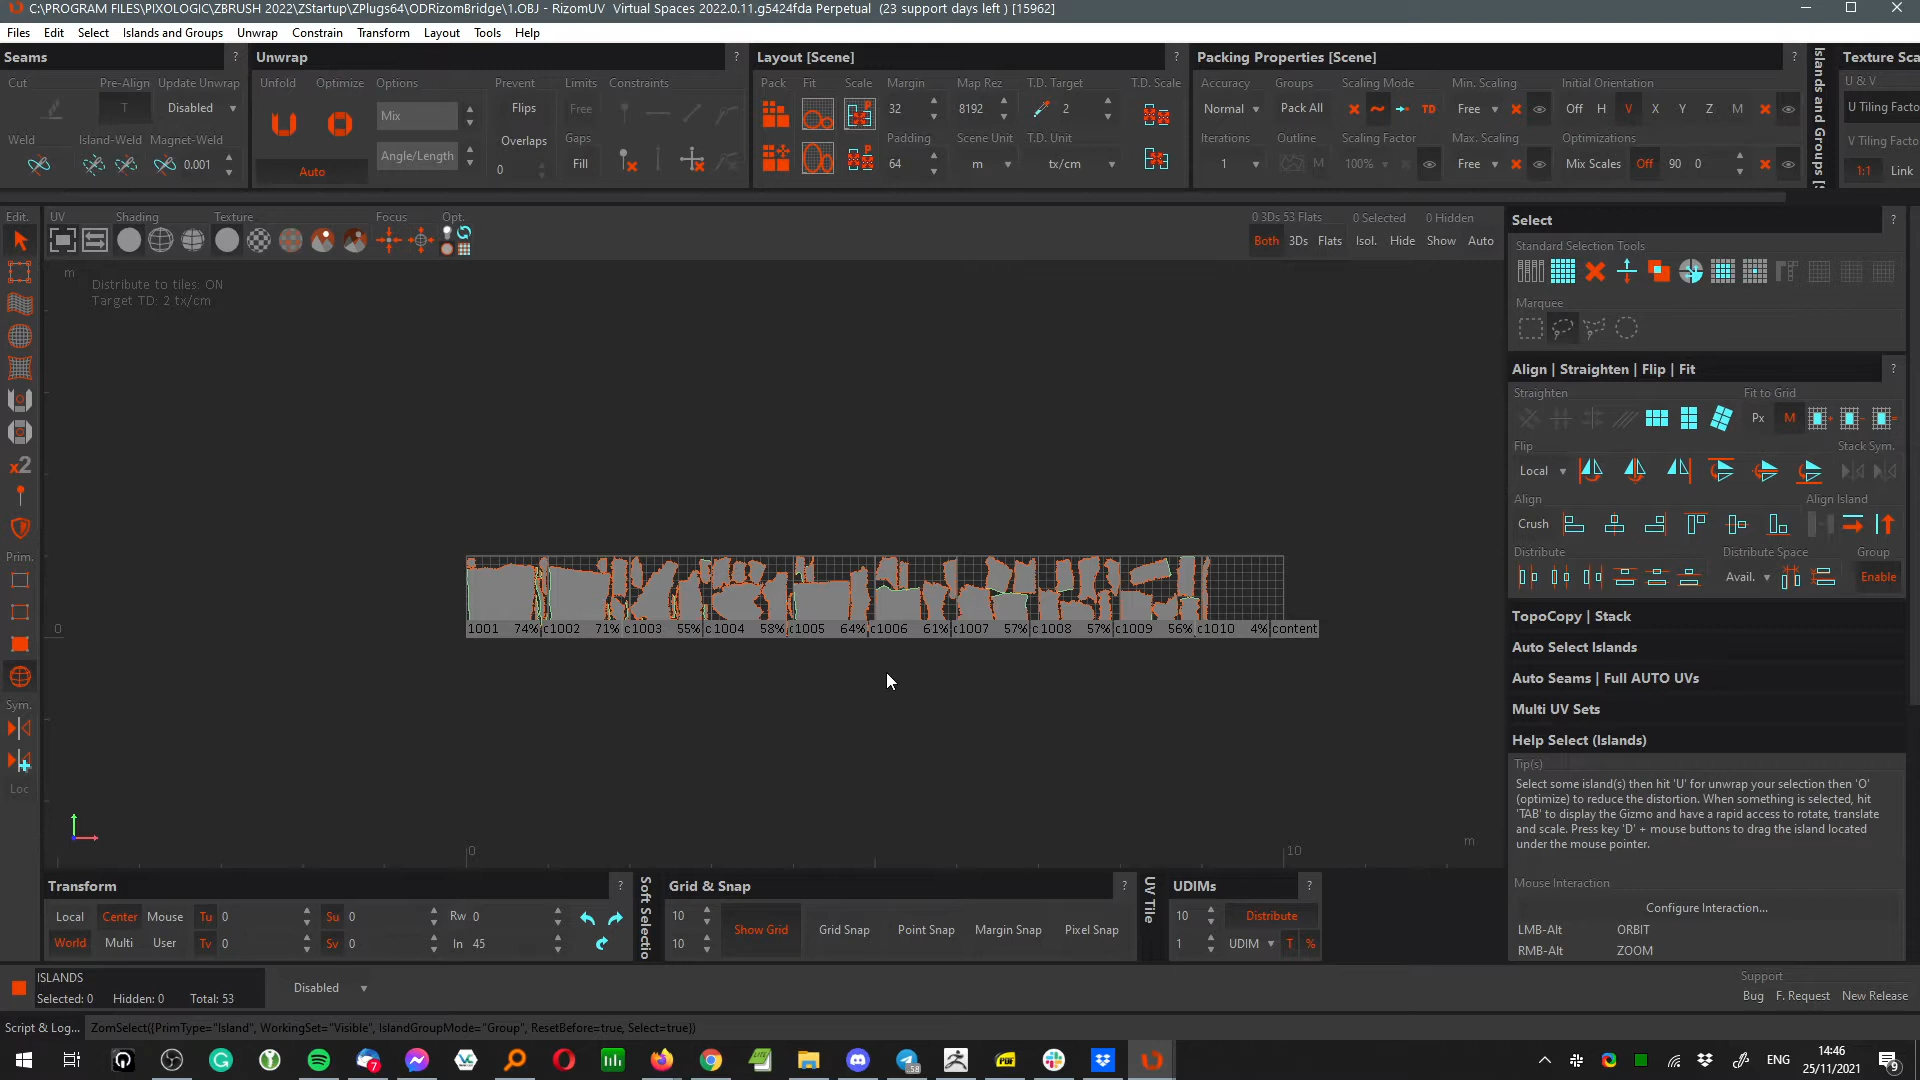 C:\PROGRAM FILES\PIXOLOGIC\ZBRUSH 2022\ZStartup\ZPlugs64\ODRizomBridge\1.OBJ - RizomUV Virtual Spaces 2022.0.11.g5424fda Perpetual (23 support days left ) [15962]
Files Edit Select Islands and Groups Unwrap Constrain Transform Layout Tools Help
Seams ? Unwrap ? Layout [Scene] ? Packing Properties [Scene] ? Texture Sca
Cut Pre-Align Update Unwrap Unfold Optimize Options Prevent Limits Constraints Pack Fit Scale Margin Map Rez T.D. Target T.D. Scale Accuracy Groups Scaling Mode Min. Scaling Initial Orientation U & V
T Disabled Mix Flips Free 32 8192 2 Normal Pack All TD Free Off H V X Y Z M U Tiling Facto
Weld Island-Weld Magnet-Weld Angle/Length Overlaps Gaps Padding Scene Unit T.D. Unit Iterations Outline Scaling Factor Max. Scaling Optimizations V Tiling Facto
0.001 Auto 0 Fill 64 m tx/cm 1 M 100% Free Mix Scales Off 90 0 1:1 Link
Islands and Groups [S
Edit. UV Shading Texture Focus Opt. 0 3Ds 53 Flats 0 Selected 0 Hidden
Both 3Ds Flats Isol. Hide Show Auto
Select ?
Standard Selection Tools
Marquee
m
Distribute to tiles: ON
Target TD: 2 tx/cm
Align | Straighten | Flip | Fit ?
Straighten Fit to Grid
Px M
Flip Stack Sym.
Local
Align Align Island
Crush
Distribute Distribute Space Group
Avail. Enable
x2
Prim.
Sym.
Loc
0
1001 74% c1002 71% c1003 55% c1004 58% c1005 64% c1006 61% c1007 57% c1008 57% c1009 56% c1010 4% content
TopoCopy | Stack
Auto Select Islands
Auto Seams | Full AUTO UVs
Multi UV Sets
Help Select (Islands)
Tip(s)
Select some island(s) then hit 'U' for unwrap your selection then 'O'
(optimize) to reduce the distortion. When something is selected, hit
'TAB' to display the Gizmo and have a rapid access to rotate, translate
and scale. Press key 'D' + mouse buttons to drag the island located
under the mouse pointer.
Mouse Interaction
Configure Interaction...
LMB-Alt ORBIT
RMB-Alt ZOOM
0 10 m
Transform ? Soft Selectio Grid & Snap ? UV Tile UDIMs ?
Local Center Mouse Tu 0 Su 0 Rw 0 10 Show Grid Grid Snap Point Snap Margin Snap Pixel Snap 10 Distribute
World Multi User Tv 0 Sv 0 In 45 10 1 UDIM T %
ISLANDS
Selected: 0 Hidden: 0 Total: 53 Disabled
Support
Bug F. Request New Release
Script & Log... ZomSelect({PrimType="Island", WorkingSet="Visible", IslandGroupMode="Group", ResetBefore=true, Select=true})
ENG 14:46
25/11/2021
7 58 PDF LITE 9